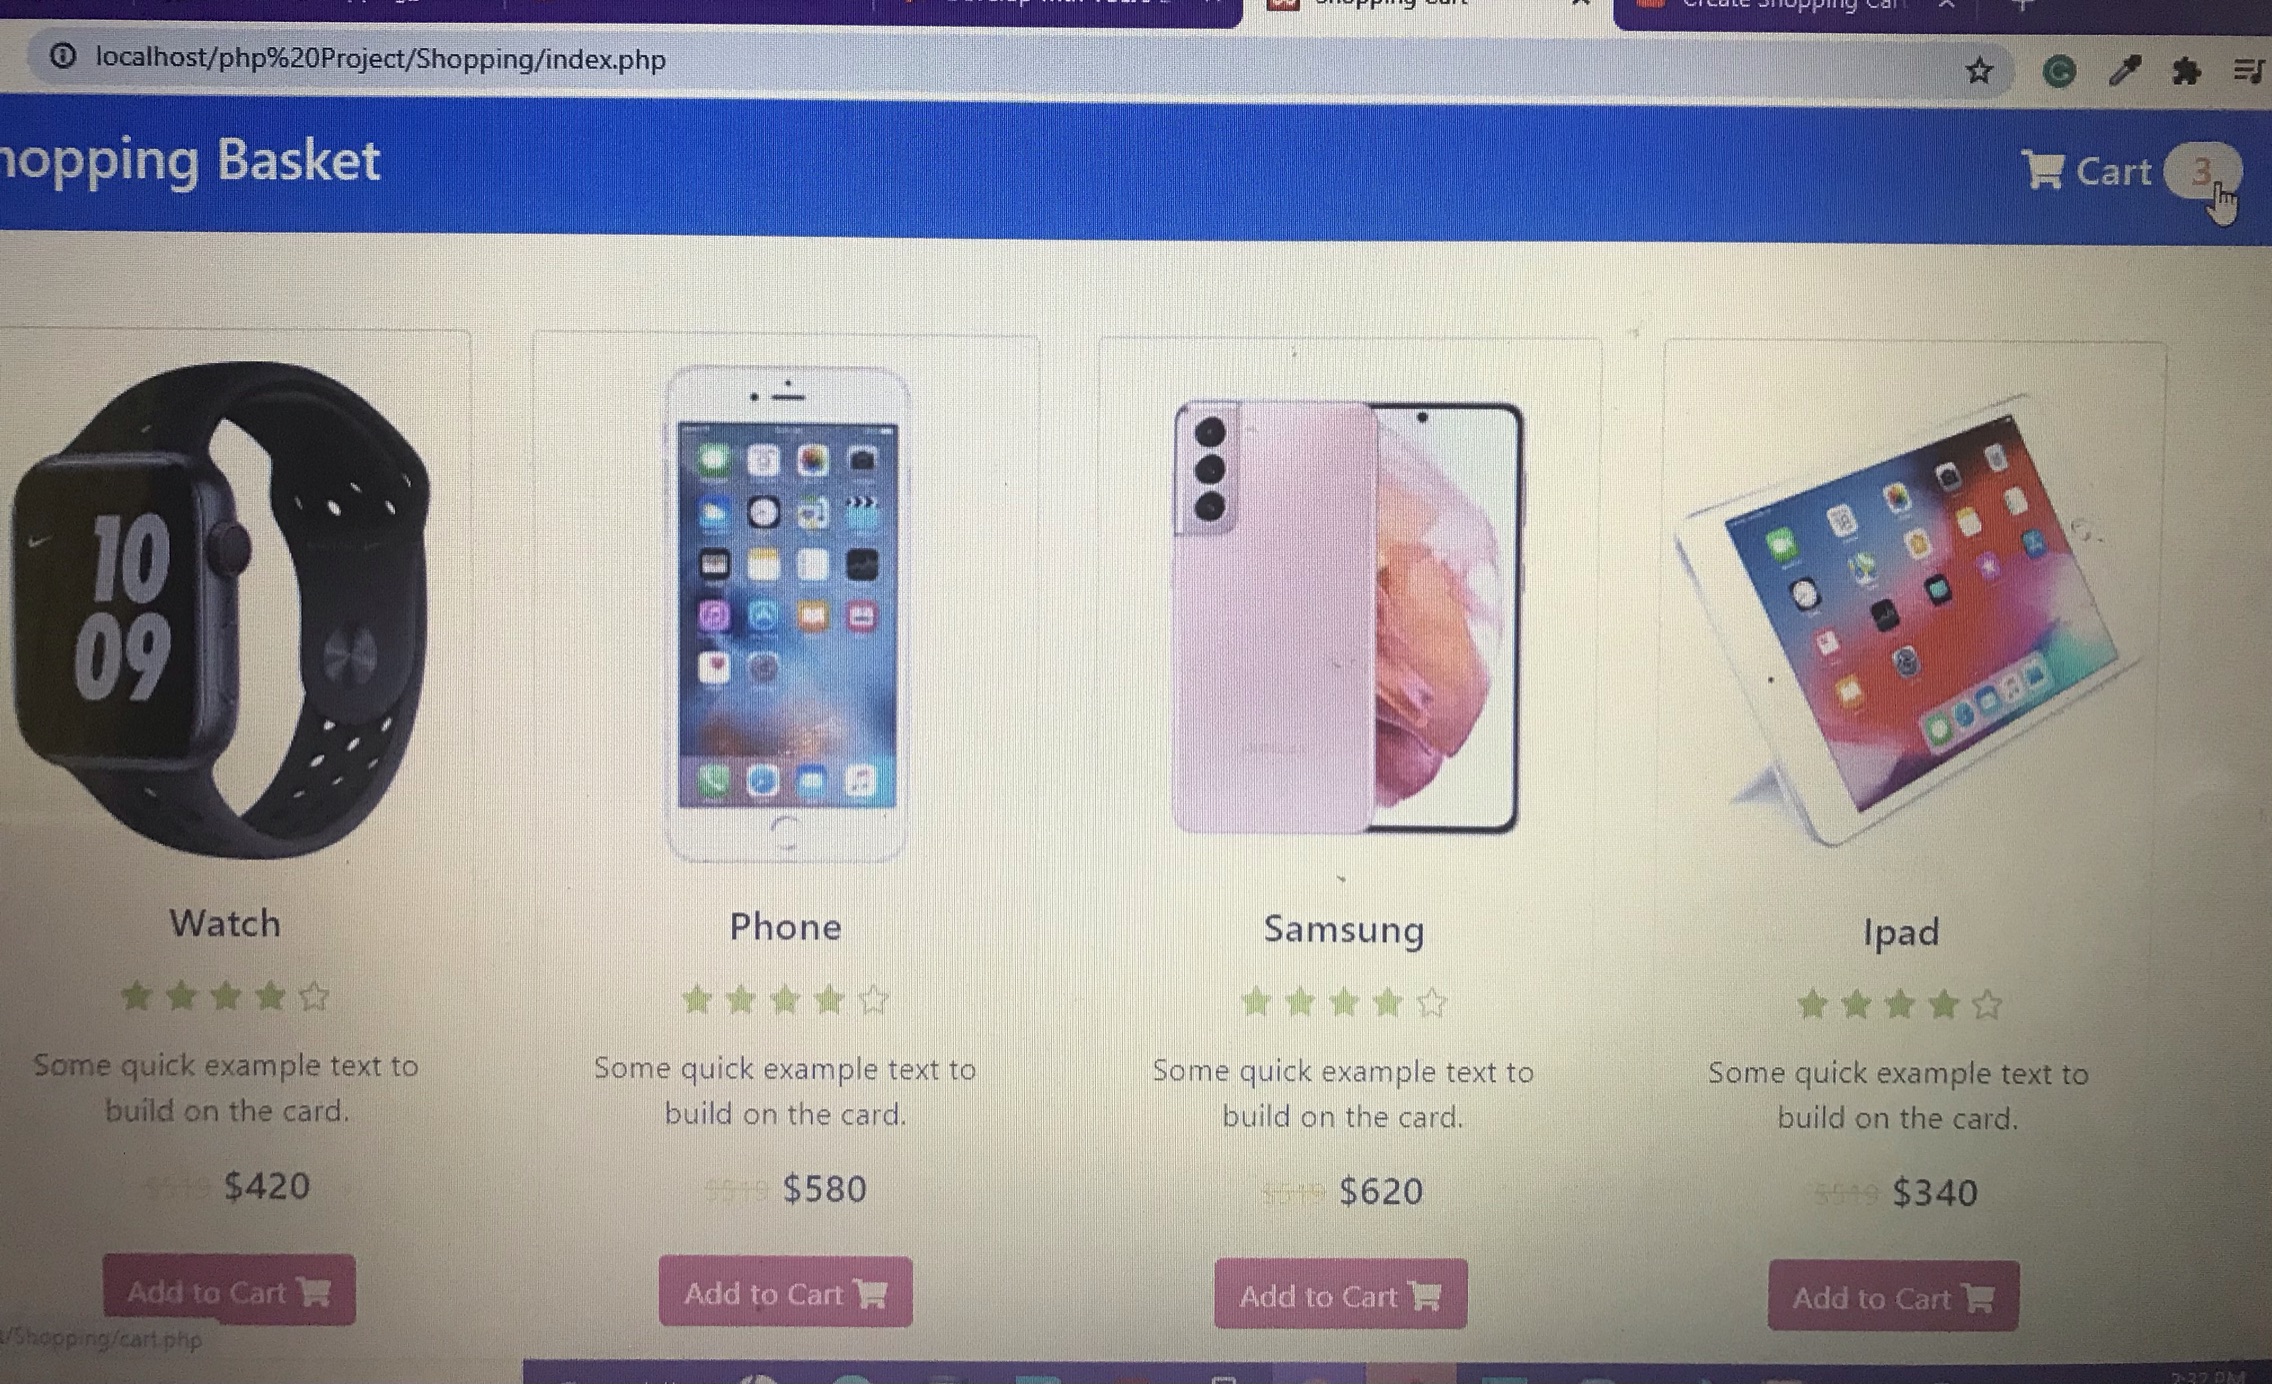 Shopping Cart
Create Shopping Car
localhost/php%20Project/Shopping/index.php
hopping Basket
Cart 3
10
09
Watch
Phone
Samsung
Ipad
Some quick example text to
build on the card.
Some quick example text to
build on the card.
Some quick example text to
build on the card.
Some quick example text to
build on the card.
$519 $420
$519 $580
$519 $620
$519 $340
Add to Cart
Add to Cart
Add to Cart
Add to Cart
/Shopping/cart.php